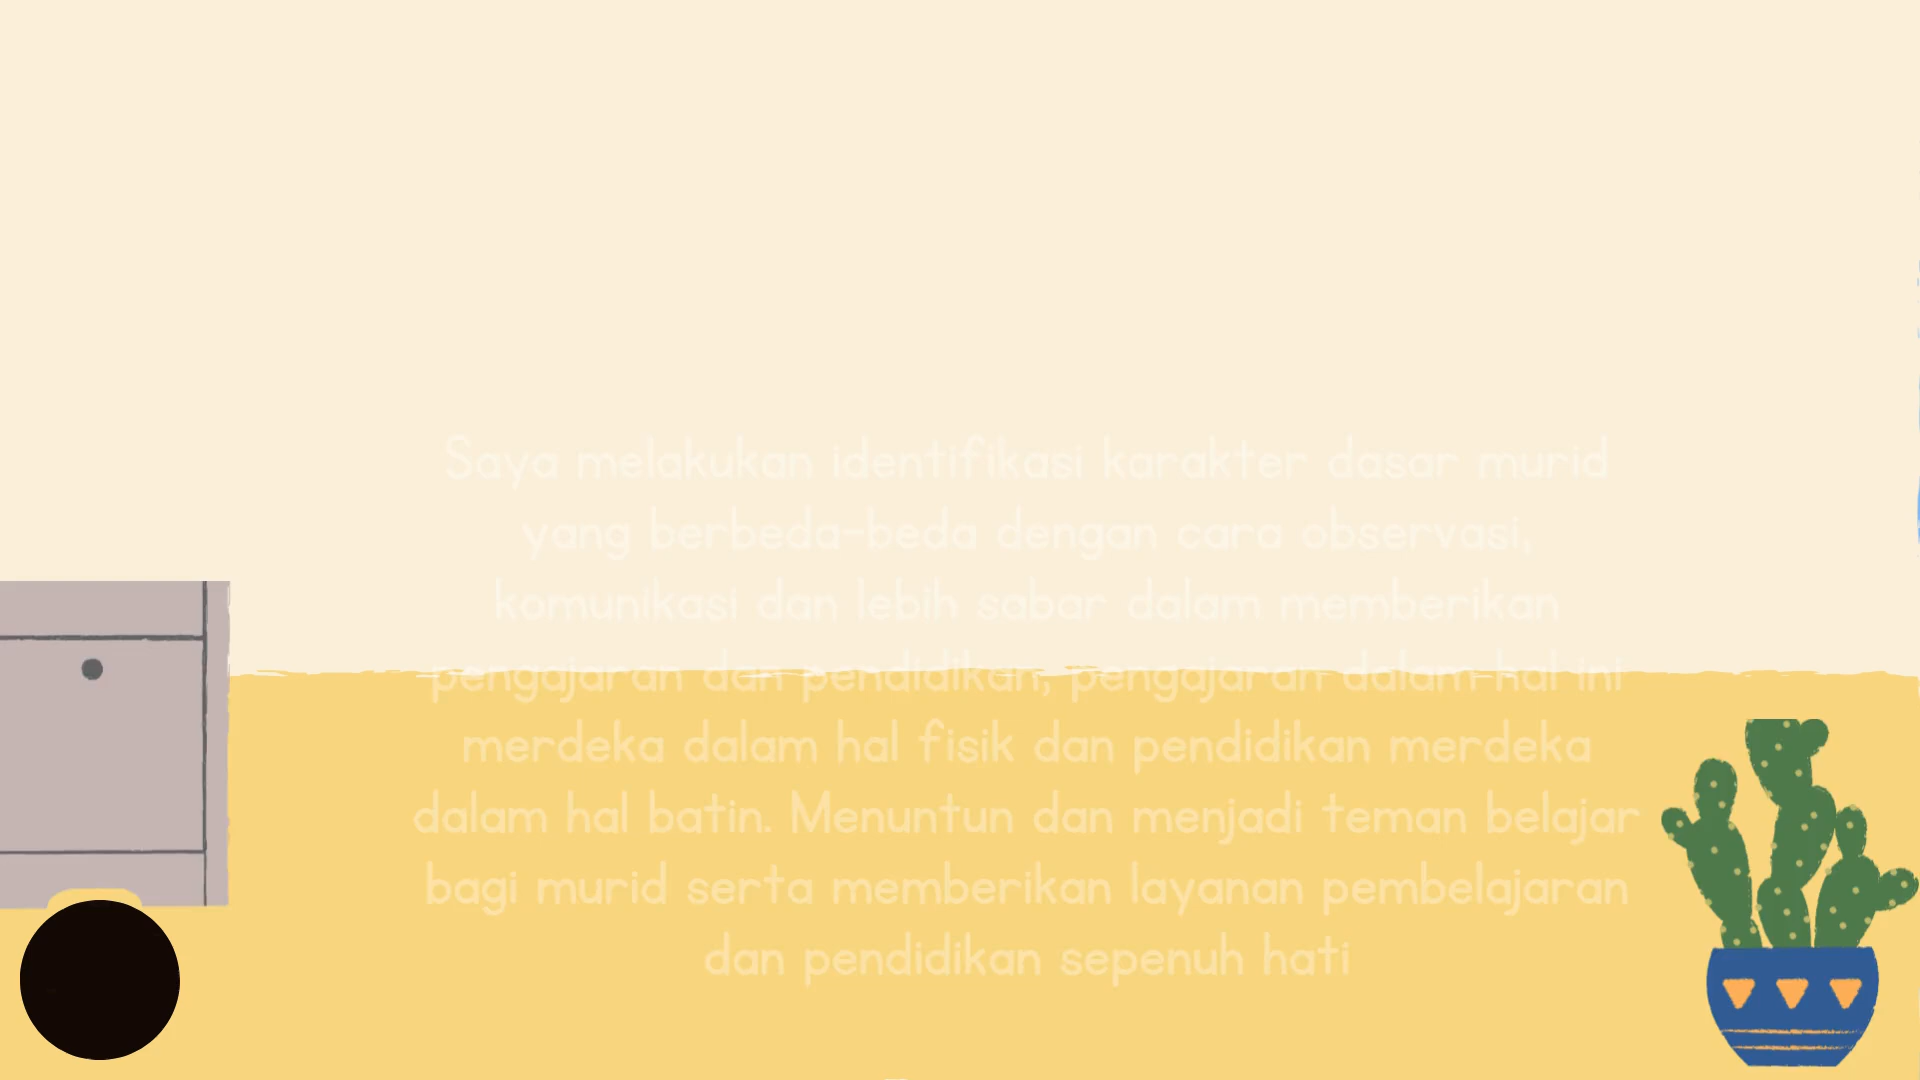 Saya melakukan identifikasi karakter dasar murid
yang berbeda-beda dengan cara observasi,
komunikasi dan lebih sabar dalam memberikan
pengajaran dan pendidikan, pengajaran dalam hal ini
merdeka dalam hal fisik dan pendidikan merdeka
dalam hal batin. Menuntun dan menjadi teman belajar
bagi murid serta memberikan layanan pembelajaran
dan pendidikan sepenuh hati